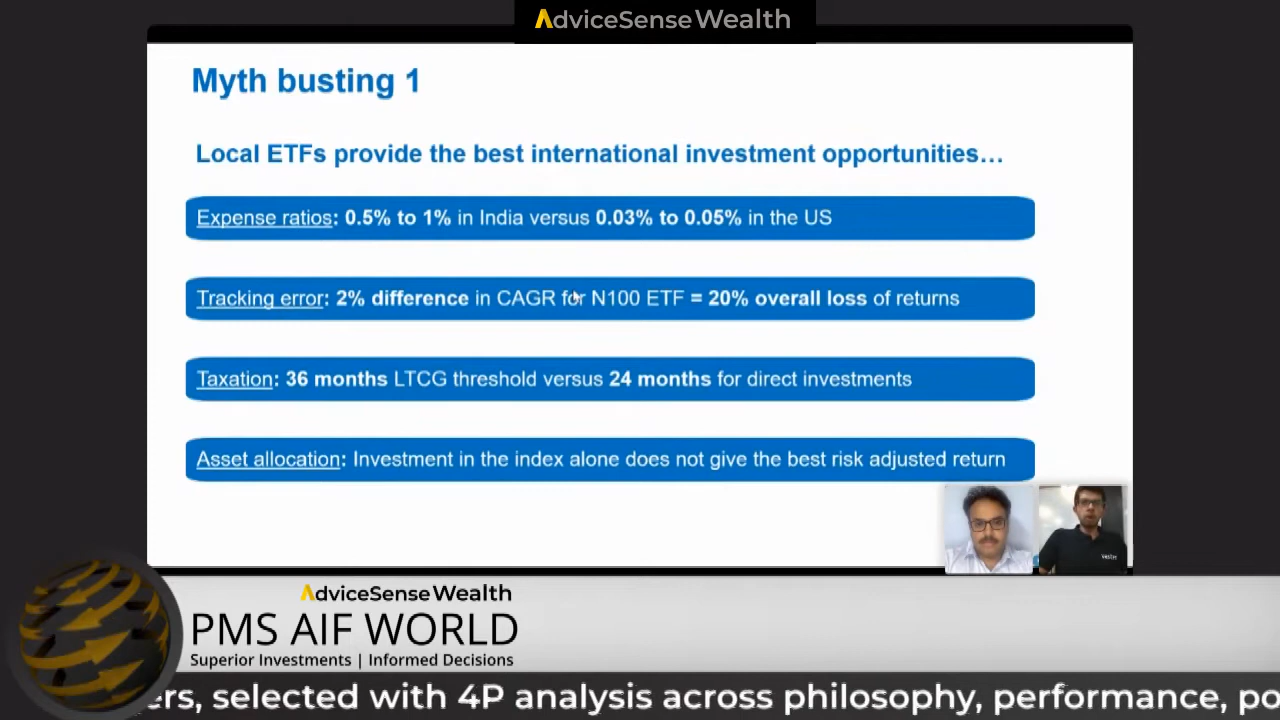 AdviceSenseWealth
Myth busting 1
Local ETFs provide the best international investment opportunities…
Expense ratios: 0.5% to 1% in India versus 0.03% to 0.05% in the US
Tracking error: 2% difference in CAGR for N100 ETF = 20% overall loss of returns
Taxation: 36 months LTCG threshold versus 24 months for direct investments
Asset allocation: Investment in the index alone does not give the best risk adjusted return
AdviceSenseWealth
PMS AIF WORLD
Superior Investments | Informed Decisions
ers, selected with 4P analysis across philosophy, performance, po